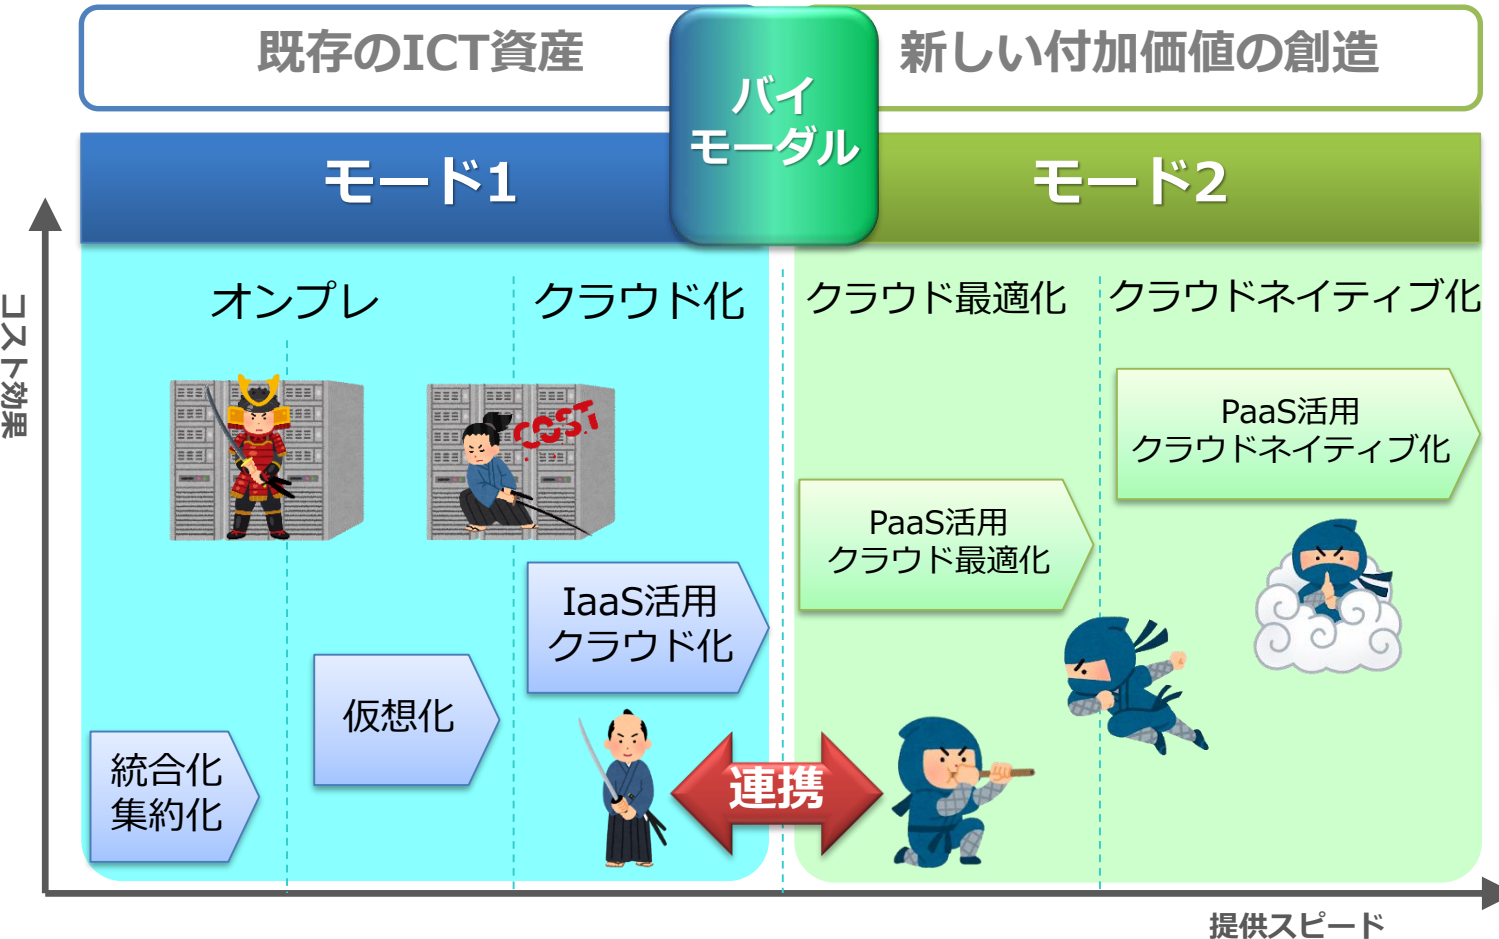 既存のICT資産
バイ
モーダル
新しい付加価値の創造
モード1
モード2
コスト効果
オンプレ
クラウド化
クラウド最適化
クラウドネイティブ化
COST
PaaS活用
クラウドネイティブ化
PaaS活用
クラウド最適化
IaaS活用
クラウド化
仮想化
統合化
集約化
連携
提供スピード